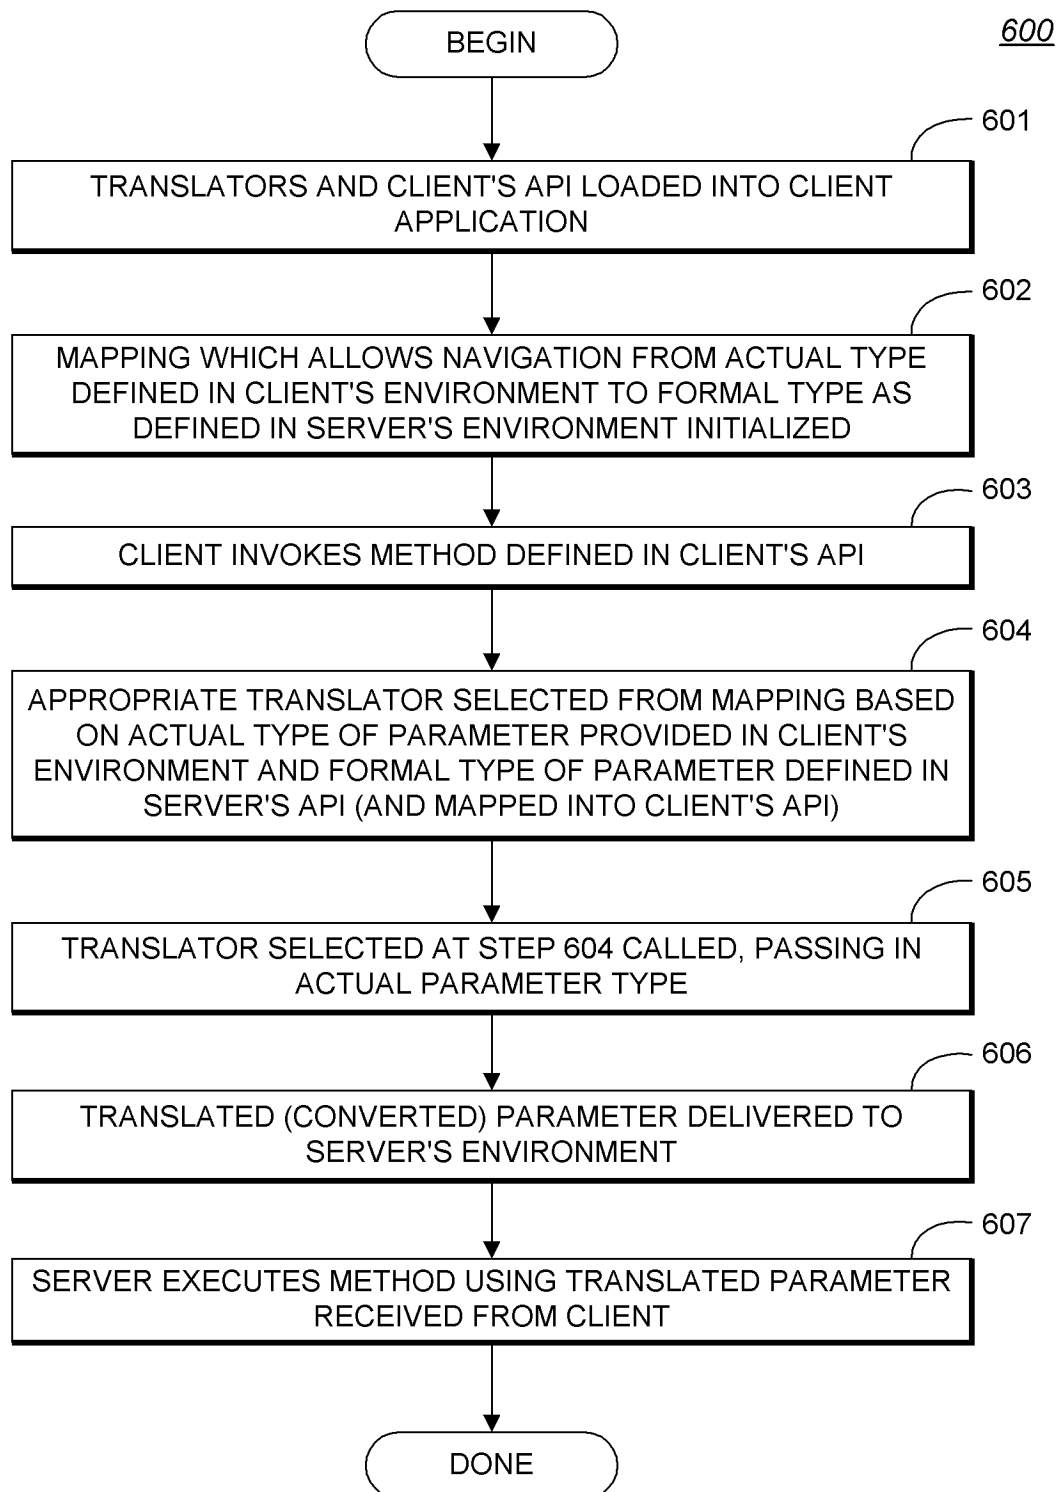 600
BEGIN
601
TRANSLATORS AND CLIENT'S API LOADED INTO CLIENT
APPLICATION
602
MAPPING WHICH ALLOWS NAVIGATION FROM ACTUAL TYPE
DEFINED IN CLIENT'S ENVIRONMENT TO FORMAL TYPE AS
DEFINED IN SERVER'S ENVIRONMENT INITIALIZED
603
CLIENT INVOKES METHOD DEFINED IN CLIENT'S API
604
APPROPRIATE TRANSLATOR SELECTED FROM MAPPING BASED
ON ACTUAL TYPE OF PARAMETER PROVIDED IN CLIENT'S
ENVIRONMENT AND FORMAL TYPE OF PARAMETER DEFINED IN
SERVER'S API (AND MAPPED INTO CLIENT'S API)
605
TRANSLATOR SELECTED AT STEP 604 CALLED, PASSING IN
ACTUAL PARAMETER TYPE
606
TRANSLATED (CONVERTED) PARAMETER DELIVERED TO
SERVER'S ENVIRONMENT
607
SERVER EXECUTES METHOD USING TRANSLATED PARAMETER
RECEIVED FROM CLIENT
DONE